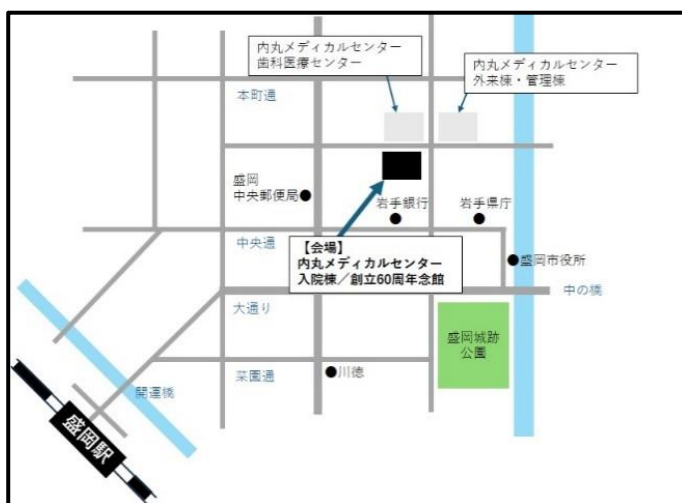 内丸メディカルセンター
歯科医療センター
内丸メディカルセンター
外来棟・管理棟
本町通
盛岡
中央郵便局●
岩手銀行
岩手県庁
中央通
【会場】
内丸メディカルセンター
入院棟／創立60周年念館
●盛岡市役所
大通り
中の橋
盛岡城跡
公園
菜園通
●川徳
開運橋
盛岡駅